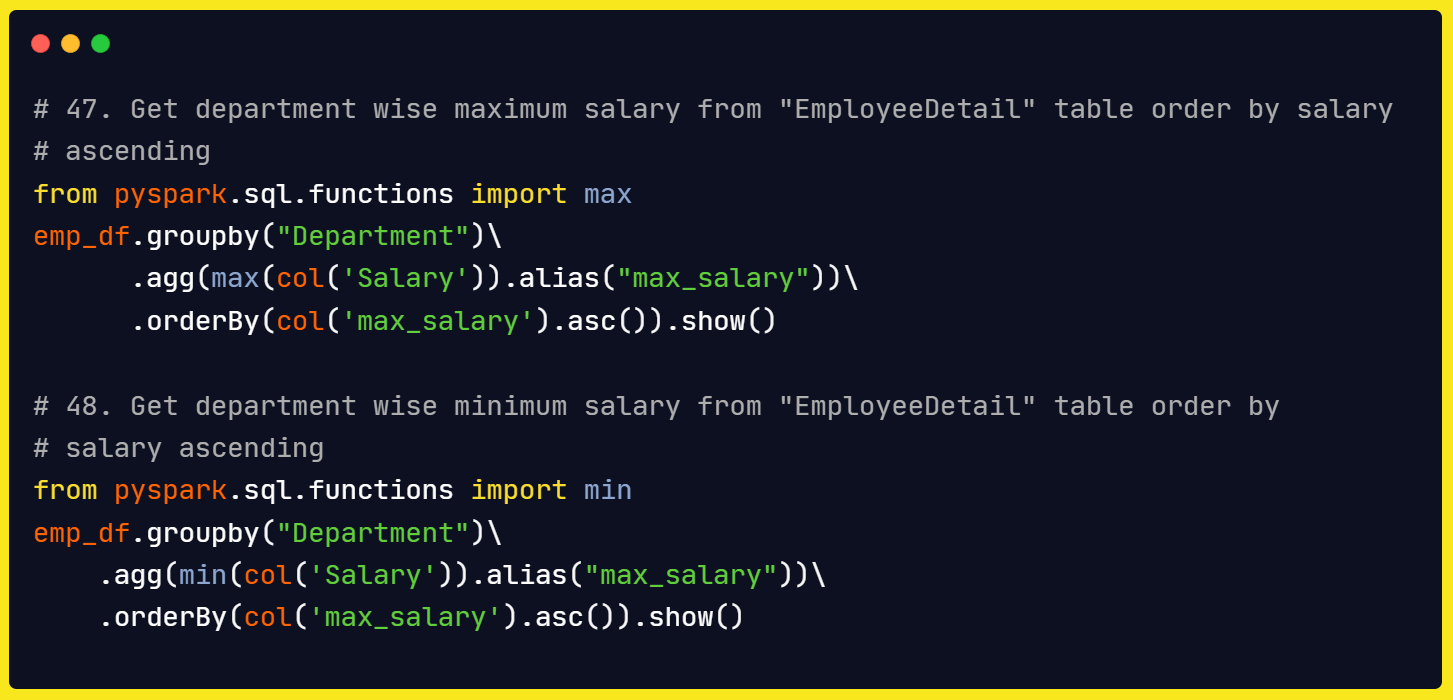 # 47. Get department wise maximum salary from "EmployeeDetail" table order by salary
# ascending
from pyspark.sql.functions import max
emp_df.groupby("Department")\
      .agg(max(col('Salary')).alias("max_salary"))\
      .orderBy(col('max_salary').asc()).show()

# 48. Get department wise minimum salary from "EmployeeDetail" table order by
# salary ascending
from pyspark.sql.functions import min
emp_df.groupby("Department")\
    .agg(min(col('Salary')).alias("max_salary"))\
    .orderBy(col('max_salary').asc()).show()